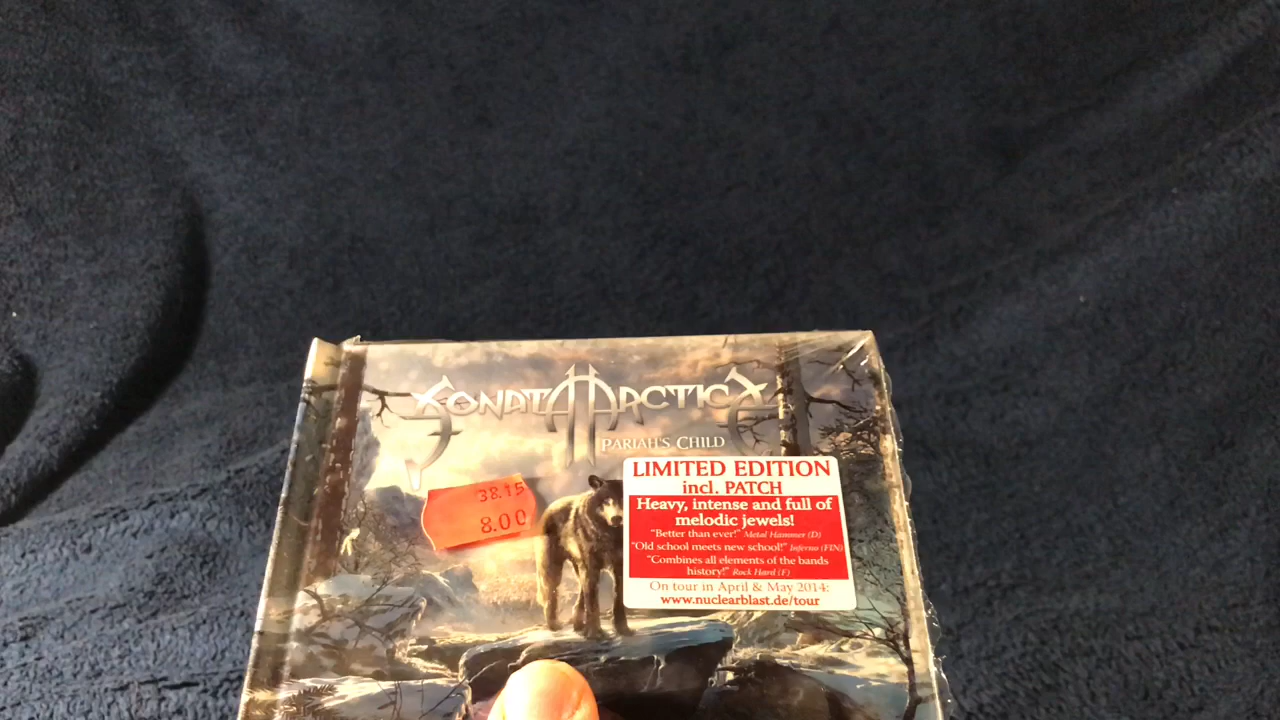 SONATA ARCTICA
PARIAH'S CHILD
LIMITED EDITION
incl. PATCH
Heavy, intense and full of
melodic jewels!
"Better than ever!" Metal Hammer (D)
"Old school meets new school!" Inferno (FIN)
"Combines all elements of the bands
history!" Rock Hard (F)
On tour in April & May 2014:
www.nuclearblast.de/tour
38.15
8.00